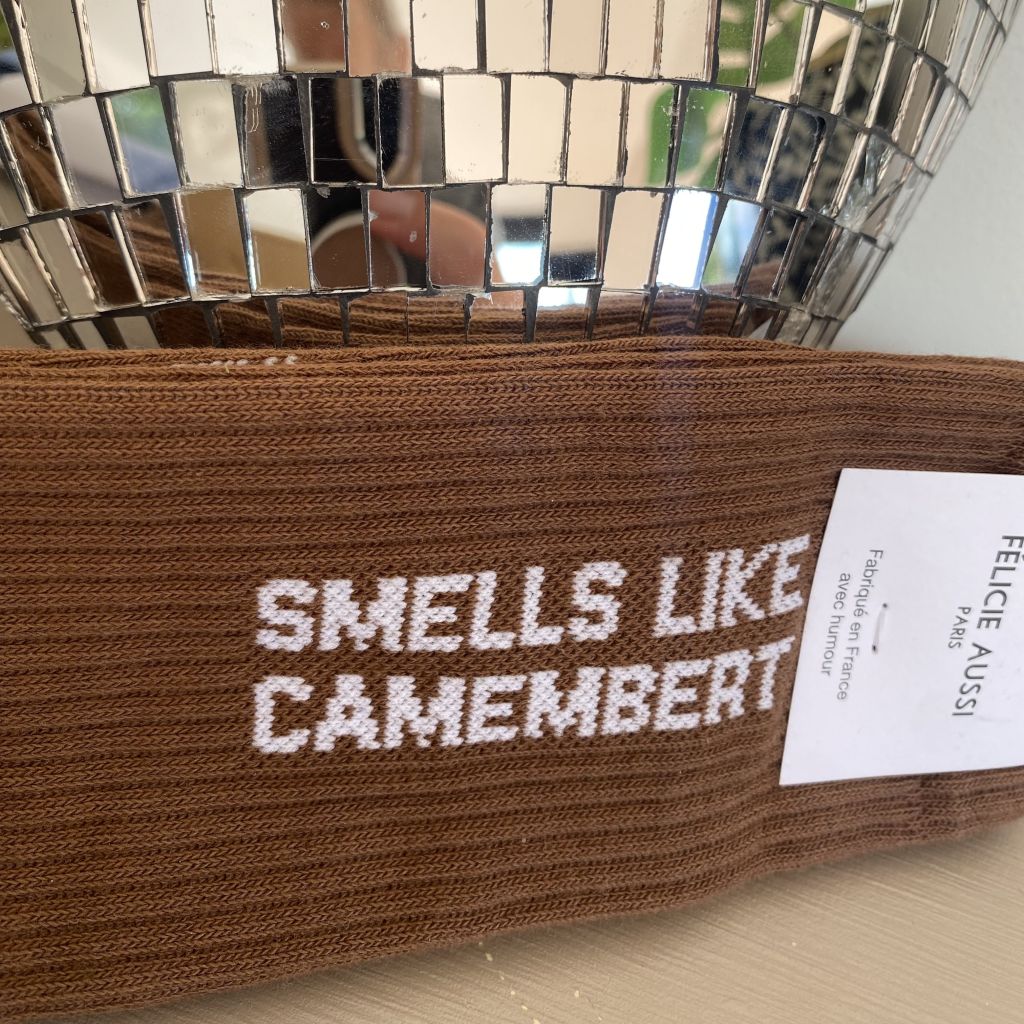 SMELLS LIKE
CAMEMBERT
FÉLICIE AUSSI
PARIS
Fabriqué en France
avec humour